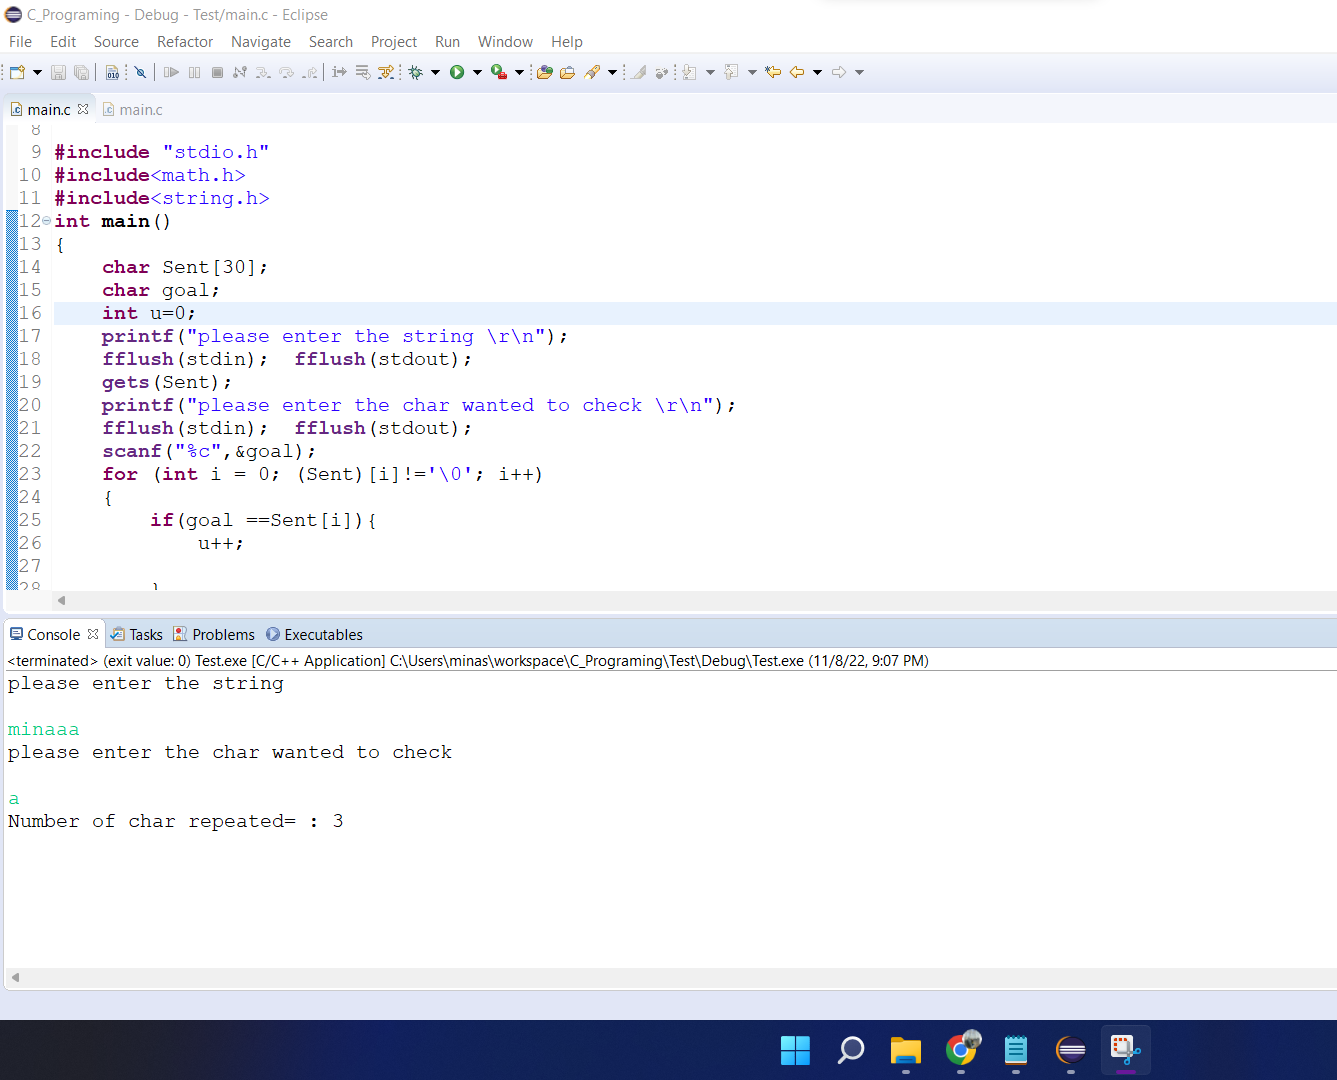 C_Programing - Debug - Test/main.c - Eclipse
File Edit Source Refactor Navigate Search Project Run Window Help
010
main.c main.c
8
9 #include "stdio.h"
10 #include<math.h>
11 #include<string.h>
12 int main()
13 {
14 char Sent[30];
15 char goal;
16 int u=0;
17 printf("please enter the string \r\n");
18 fflush(stdin); fflush(stdout);
19 gets(Sent);
20 printf("please enter the char wanted to check \r\n");
21 fflush(stdin); fflush(stdout);
22 scanf("%c",&goal);
23 for (int i = 0; (Sent)[i]!='\0'; i++)
24 {
25 if(goal ==Sent[i]){
26 u++;
27
28 }
Console Tasks Problems Executables
<terminated> (exit value: 0) Test.exe [C/C++ Application] C:\Users\minas\workspace\C_Programing\Test\Debug\Test.exe (11/8/22, 9:07 PM)
please enter the string
minaaa
please enter the char wanted to check
a
Number of char repeated= : 3